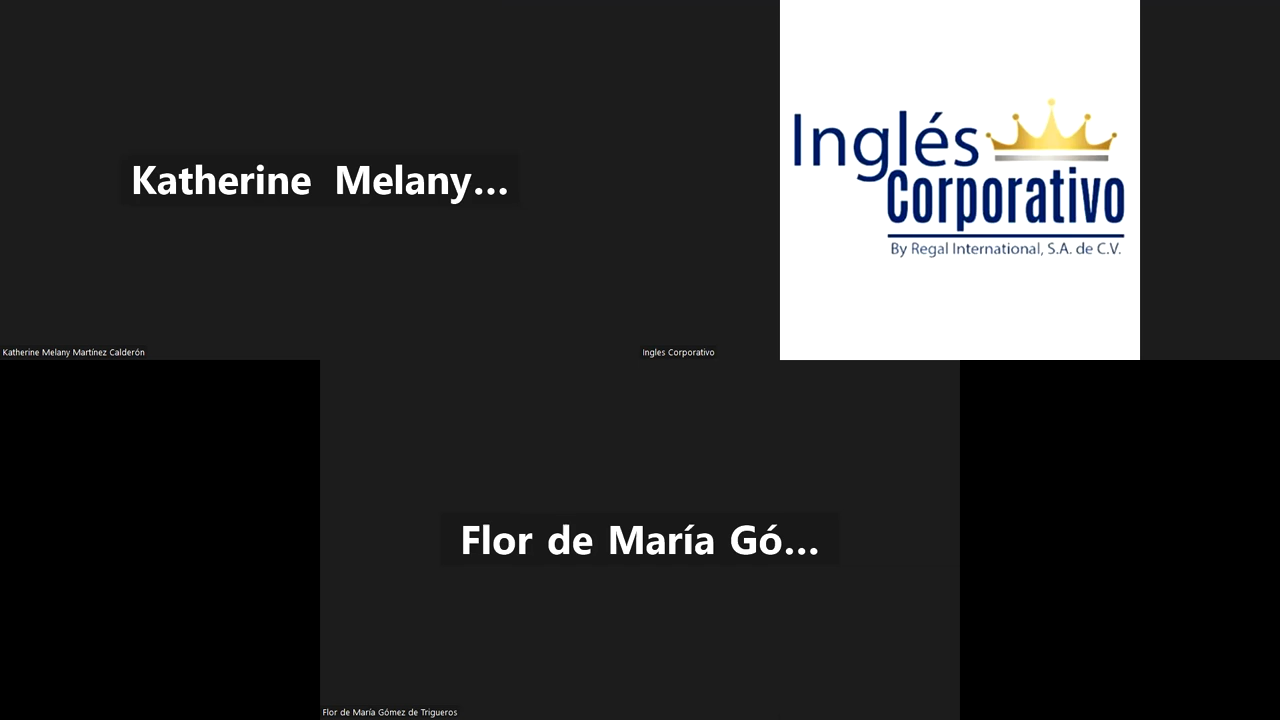 Katherine Melany...
Katherine Melany Martínez Calderón
Inglés
Corporativo
By Regal International, S.A. de C.V.
Ingles Corporativo
Flor de María Gó...
Flor de María Gómez de Trigueros